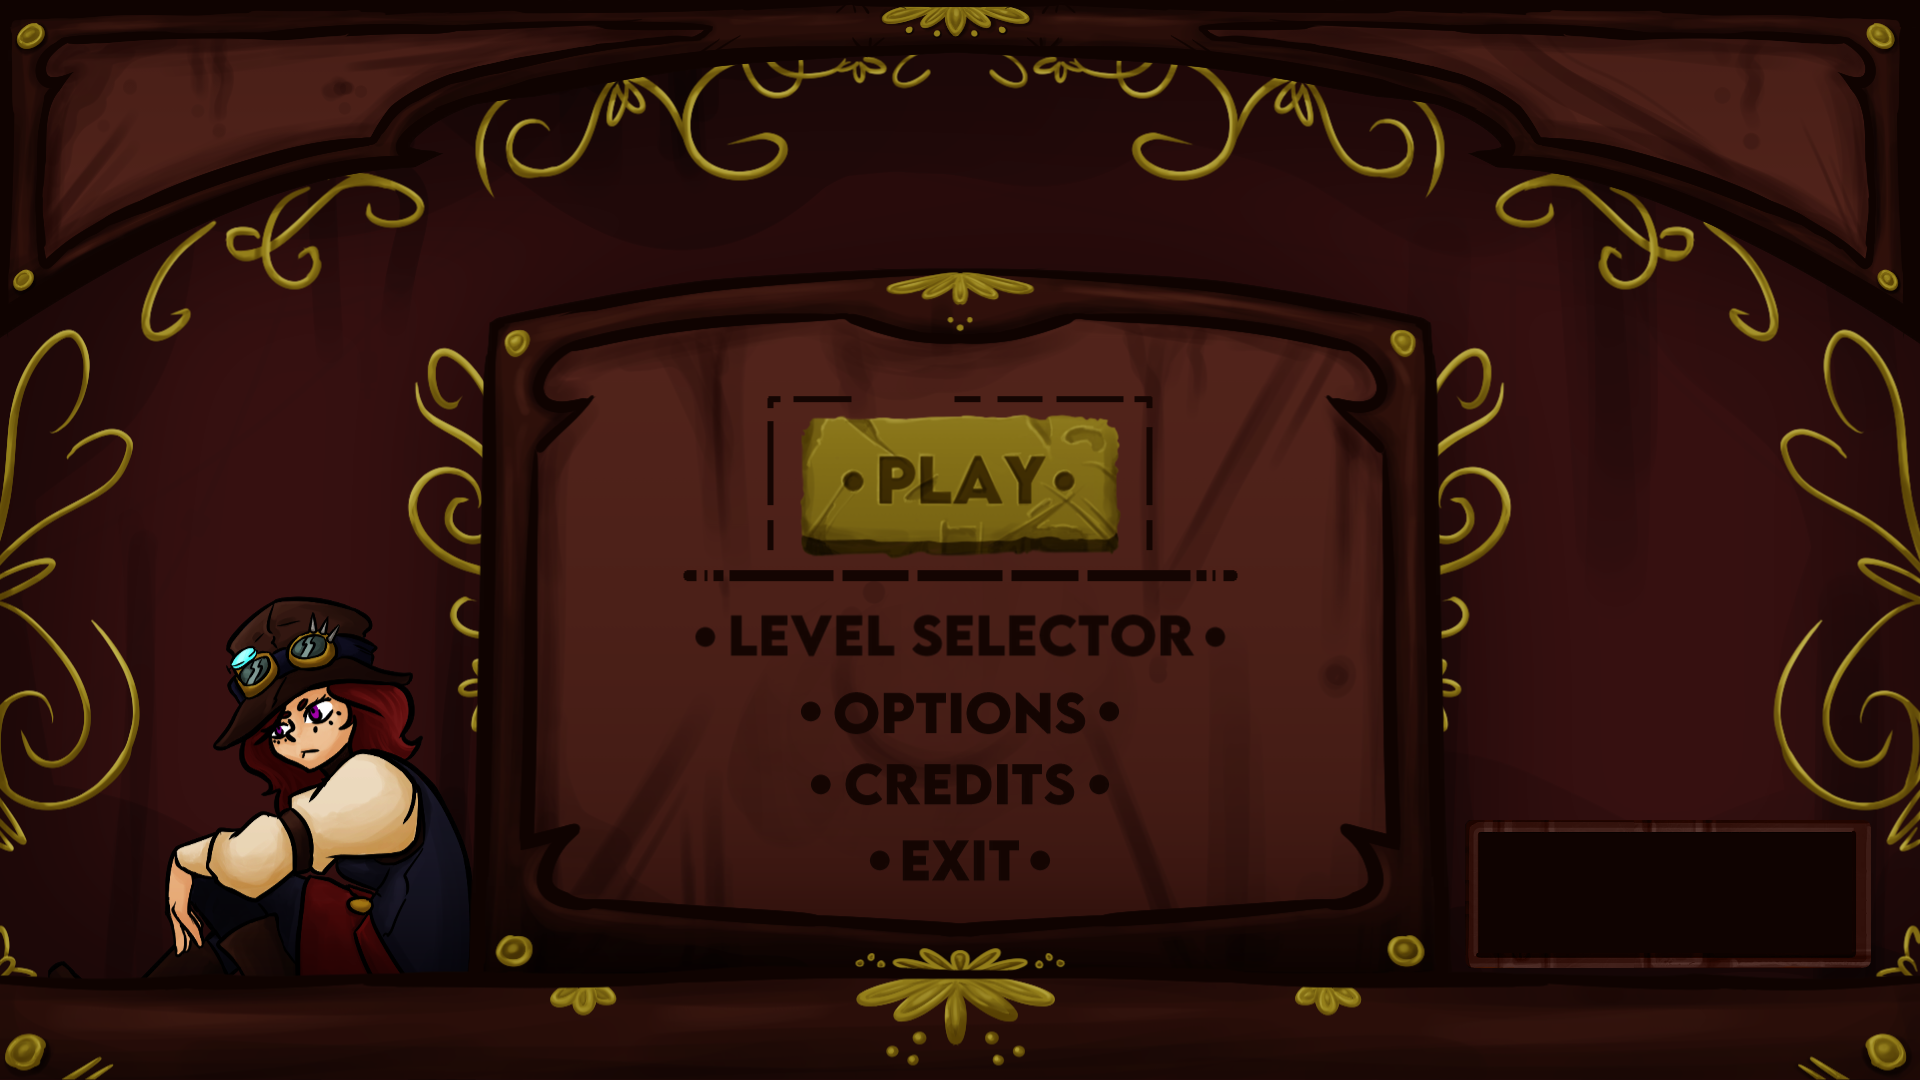 • PLAY •
• LEVEL SELECTOR •
• OPTIONS •
• CREDITS •
• EXIT •